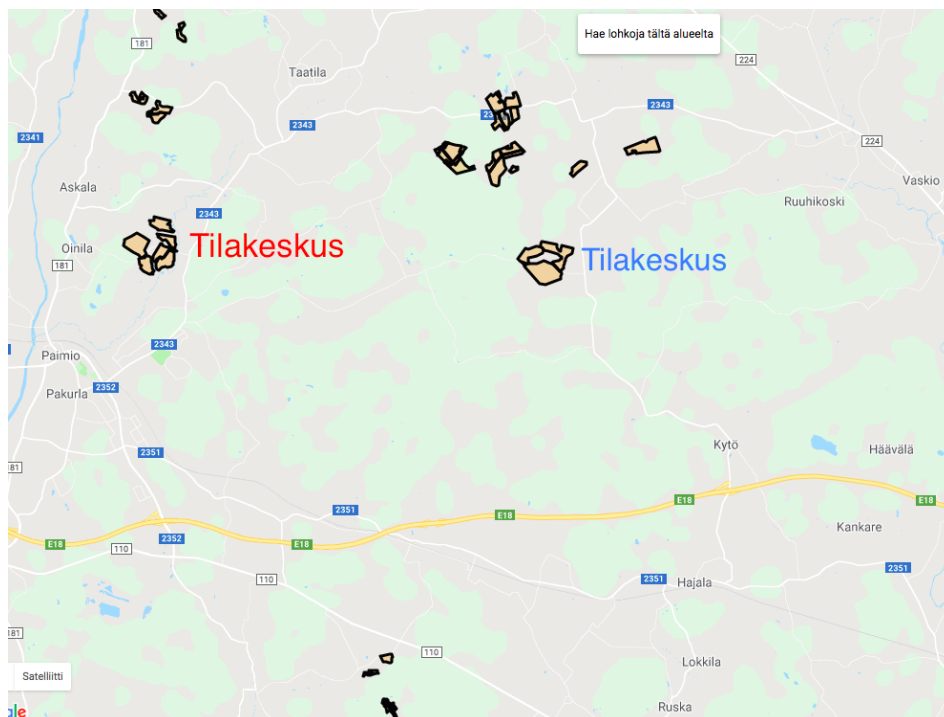 Hae lohkoja tältä alueelta
181
224
Taatila
2343
2343
2341
224
Askala
Vaskio
Ruuhikoski
2343
Oinila
Tilakeskus
Tilakeskus
181
2343
Paimio
2352
Pakurla
Kytö
Häävälä
2351
E18
E18
2351
E18
E18
Kankare
2352
E18
E18
110
2351
110
2351
Hajala
110
Lokkila
Satelliitti
Ruska